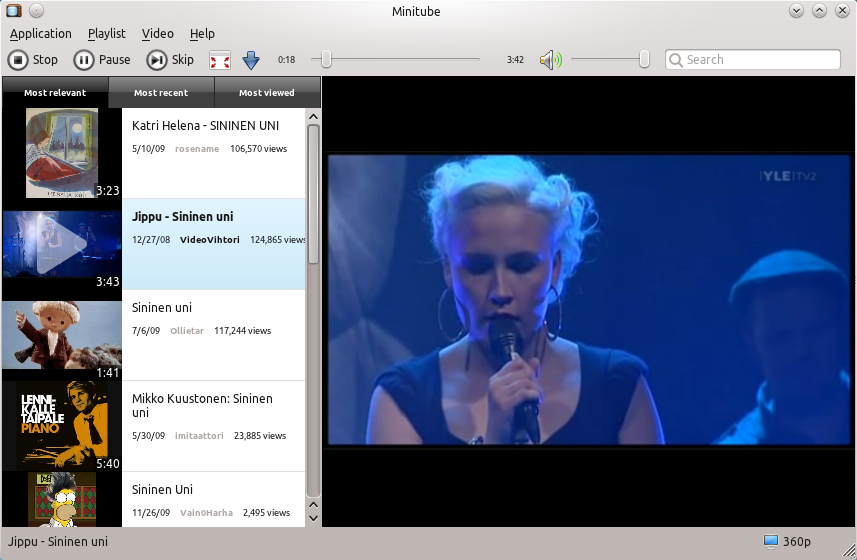 Minitube
Application Playlist Video Help
Stop Pause Skip 0:18 3:42 Search
Most relevant Most recent Most viewed
Katri Helena - SININEN UNI
5/10/09 rosename 106,570 views
3:23
Jippu - Sininen uni
12/27/08 VideoVihtori 124,865 views
3:43
Sininen uni
7/6/09 Ollietar 117,244 views
1:41
LENNI-
KALLE
TAIPALE
PIANO
Mikko Kuustonen: Sininen
uni
5/30/09 imitaattori 23,885 views
5:40
Sininen Uni
11/26/09 Vain0Harha 2,495 views
YLE TV2
Jippu - Sininen uni
360p